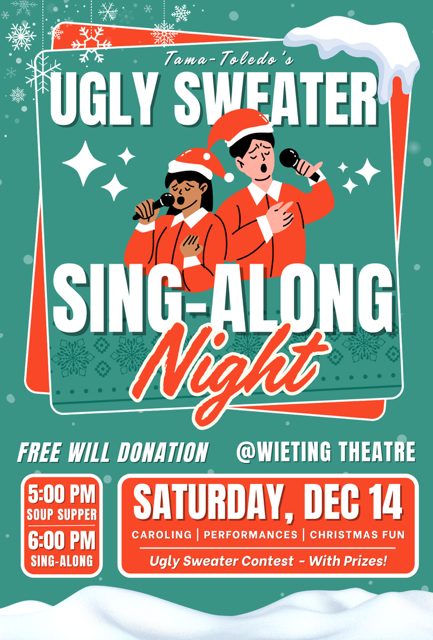 Tama-Toledo's
UGLY SWEATER
SING-ALONG
Night
FREE WILL DONATION @WIETING THEATRE
5:00 PM
SOUP SUPPER
6:00 PM
SING-ALONG
SATURDAY, DEC 14
CAROLING | PERFORMANCES | CHRISTMAS FUN
Ugly Sweater Contest - With Prizes!